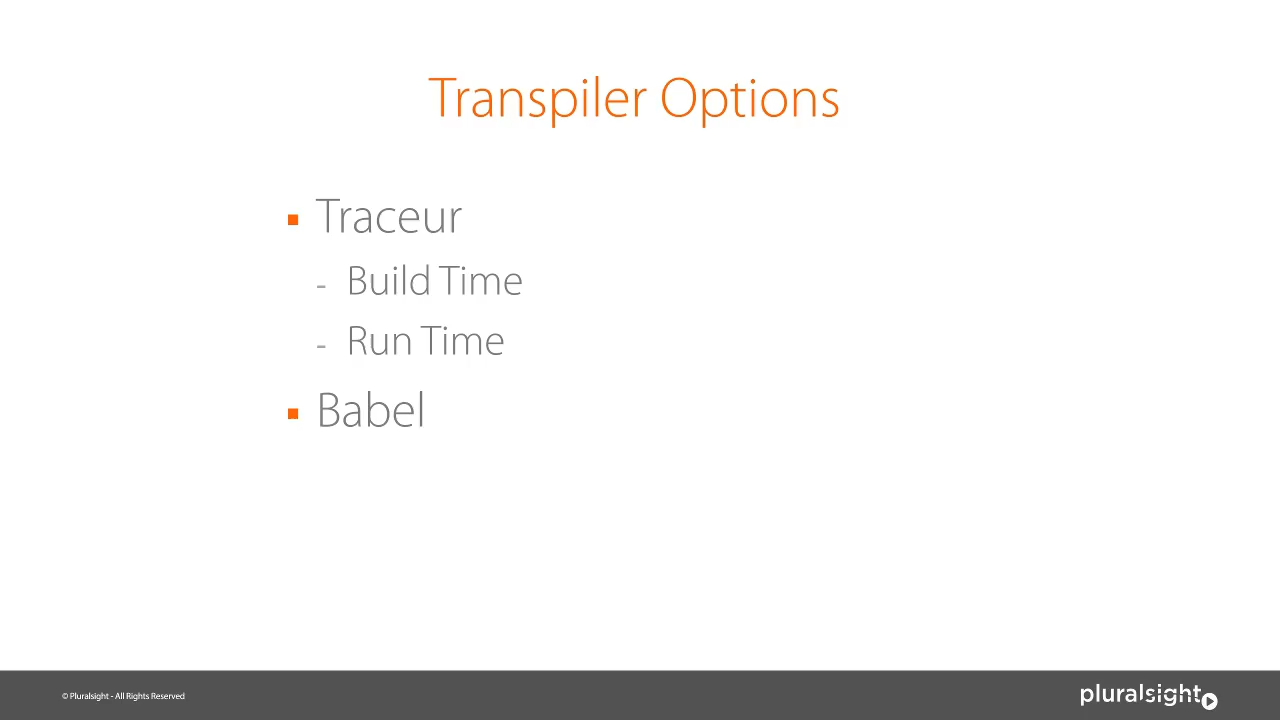 Transpiler Options
▪ Traceur
- Build Time
- Run Time
▪ Babel
© Pluralsight - All Rights Reserved
pluralsight